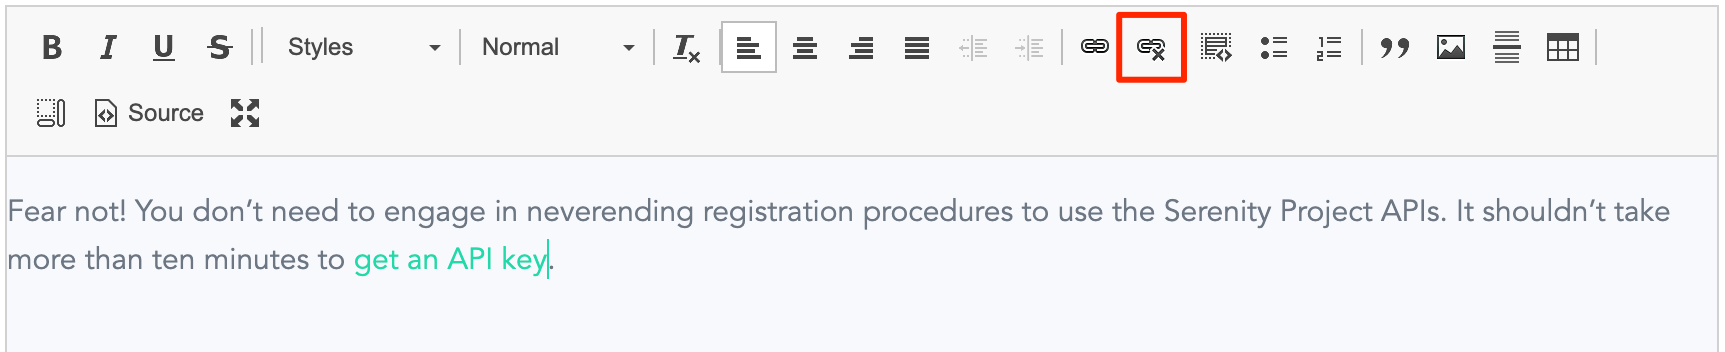 B I U S Styles Normal Tx
Source
Fear not! You don’t need to engage in neverending registration procedures to use the Serenity Project APIs. It shouldn’t take
more than ten minutes to get an API key.